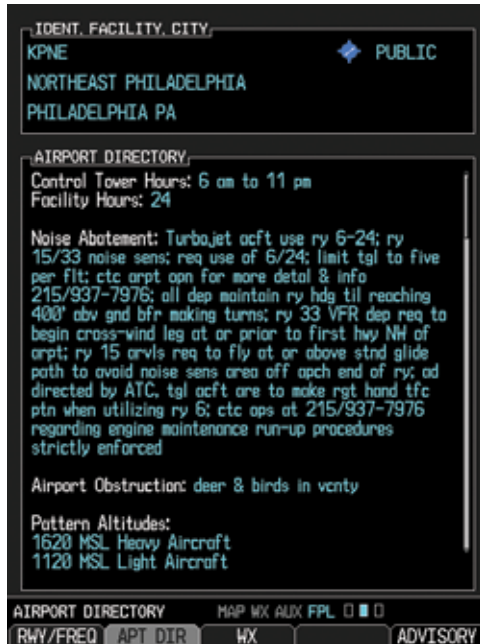 IDENT, FACILITY, CITY
KPNE PUBLIC
NORTHEAST PHILADELPHIA
PHILADELPHIA PA
AIRPORT DIRECTORY
Control Tower Hours: 6 am to 11 pm
Facility Hours: 24
Noise Abatement: Turbojet acft use ry 6-24; ry
15/33 noise sens; req use of 6/24; limit tgl to five
per flt; ctc arpt opn for more detal & info
215/937-7976; all dep maintain ry hdg til reaching
400' abv gnd bfr making turns; ry 33 VFR dep req to
begin cross-wind leg at or prior to first hwy NW of
arpt; ry 15 arvls req to fly at or above stnd glide
path to avoid noise sens area off apch end of ry; ad
directed by ATC, tgl acft are to make rgt hand tfc
ptn when utilizing ry 6; ctc ops at 215/937-7976
regarding engine maintenance run-up procedures
strictly enforced
Airport Obstruction: deer & birds in vcnty
Pattern Altitudes:
1620 MSL Heavy Aircraft
1120 MSL Light Aircraft
AIRPORT DIRECTORY MAP WX AUX FPL
RWY/FREQ APT DIR WX ADVISORY